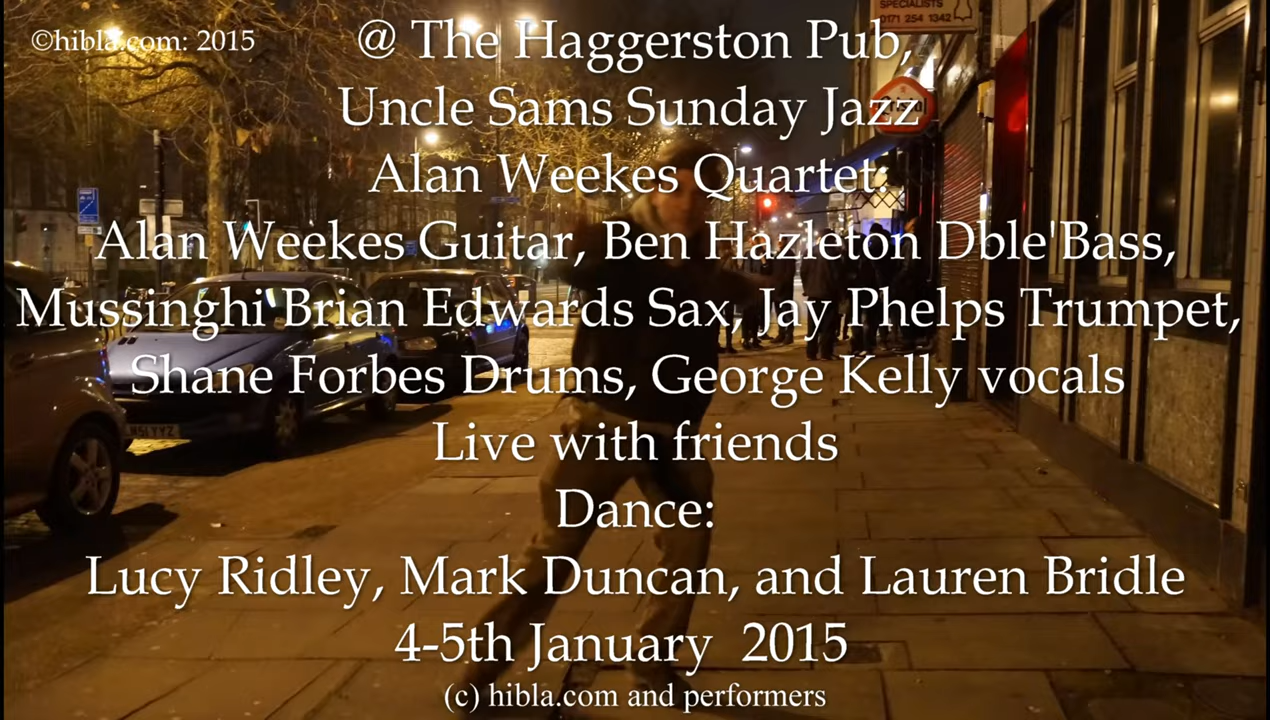 ©hibla.com: 2015
SPECIALISTS
0171 254 1342
@ The Haggerston Pub,
Uncle Sams Sunday Jazz
Alan Weekes Quartet:
Alan Weekes Guitar, Ben Hazleton Dble'Bass,
Mussinghi Brian Edwards Sax, Jay Phelps Trumpet,
Shane Forbes Drums, George Kelly vocals
Live with friends
Dance:
Lucy Ridley, Mark Duncan, and Lauren Bridle
4-5th January 2015
(c) hibla.com and performers